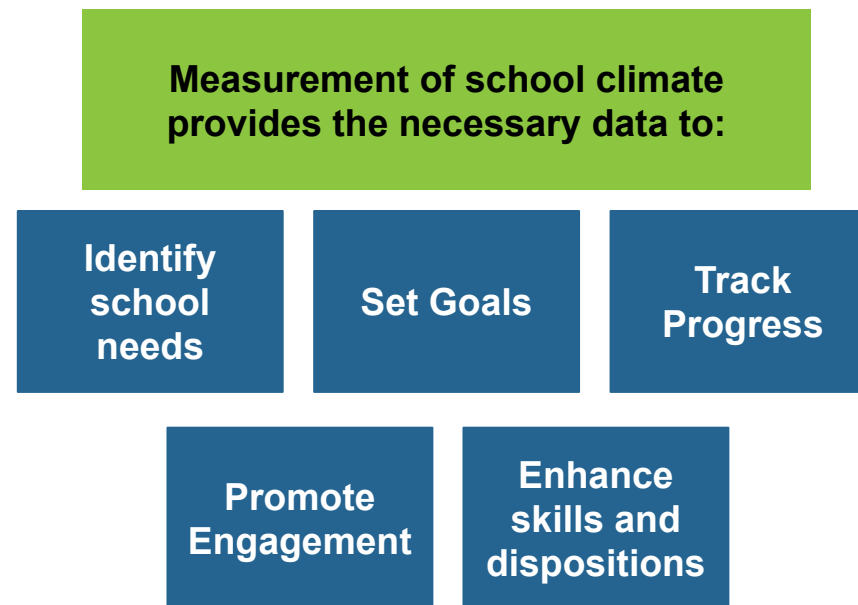 Measurement of school climate
provides the necessary data to:
Identify
school
needs
Set Goals
Track
Progress
Promote
Engagement
Enhance
skills and
dispositions